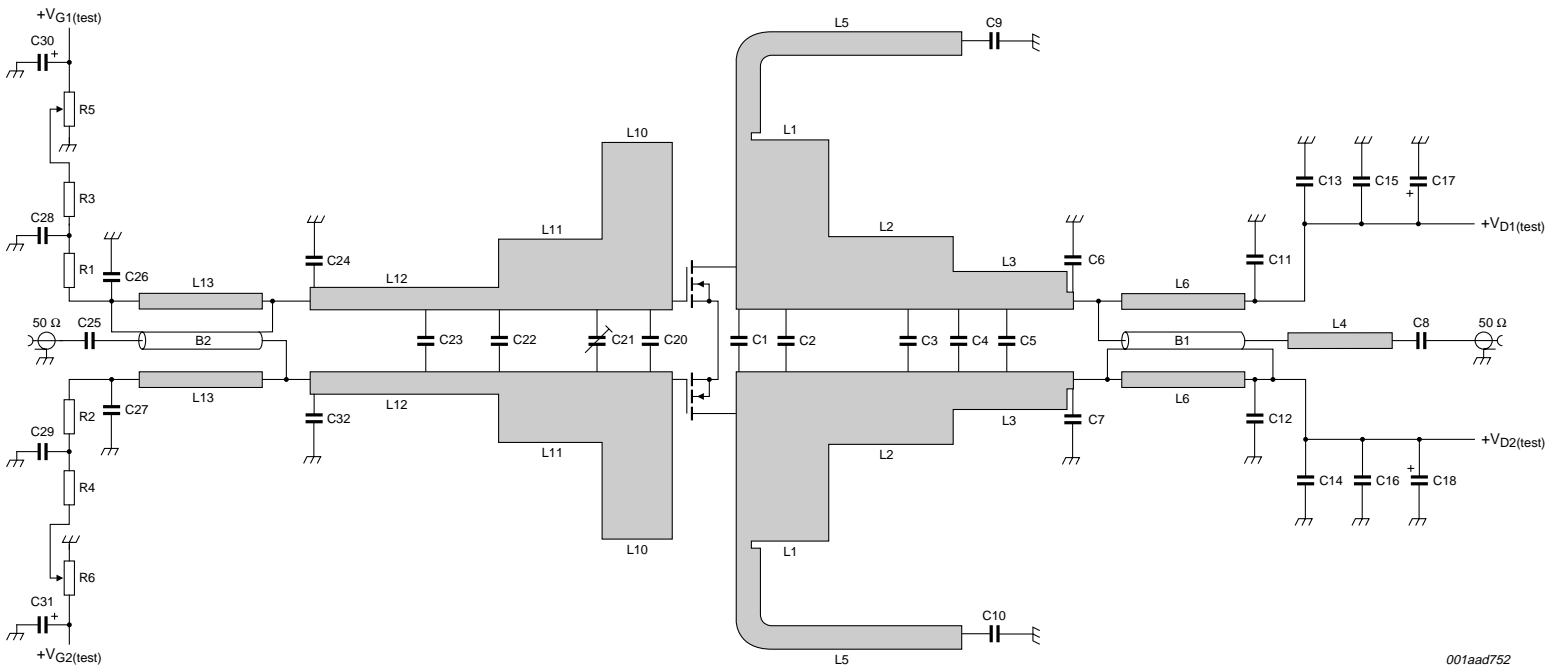 +VG1(test)
C30
+
R5
R3
C28
R1
C26
L13
50 Ω
C25
B2
L13
R2
C27
C29
R4
R6
C31
+
+VG2(test)
C24
L12
L11
L10
C23
C22
C21
C20
L12
C32
L11
L10
L5
C9
L1
L2
L3
C6
C1
C2
C3
C4
C5
L3
C7
L2
L1
C10
L5
L6
C11
C13
C15
C17
+
+VD1(test)
B1
L4
C8
50 Ω
L6
C12
+VD2(test)
C14
C16
+
C18
001aad752